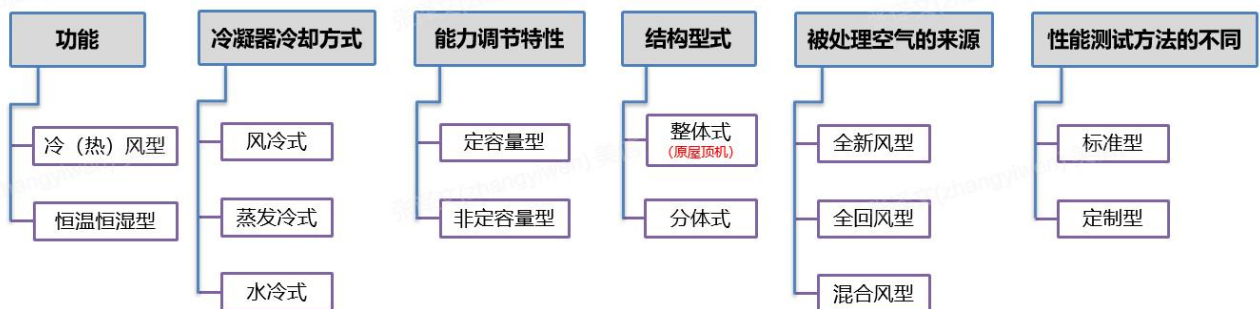 功能
冷凝器冷却方式
能力调节特性
结构型式
被处理空气的来源
性能测试方法的不同
冷（热）风型
风冷式
定容量型
整体式
（原屋顶机）
全新风型
标准型
恒温恒湿型
蒸发冷式
非定容量型
分体式
全回风型
定制型
水冷式
混合风型